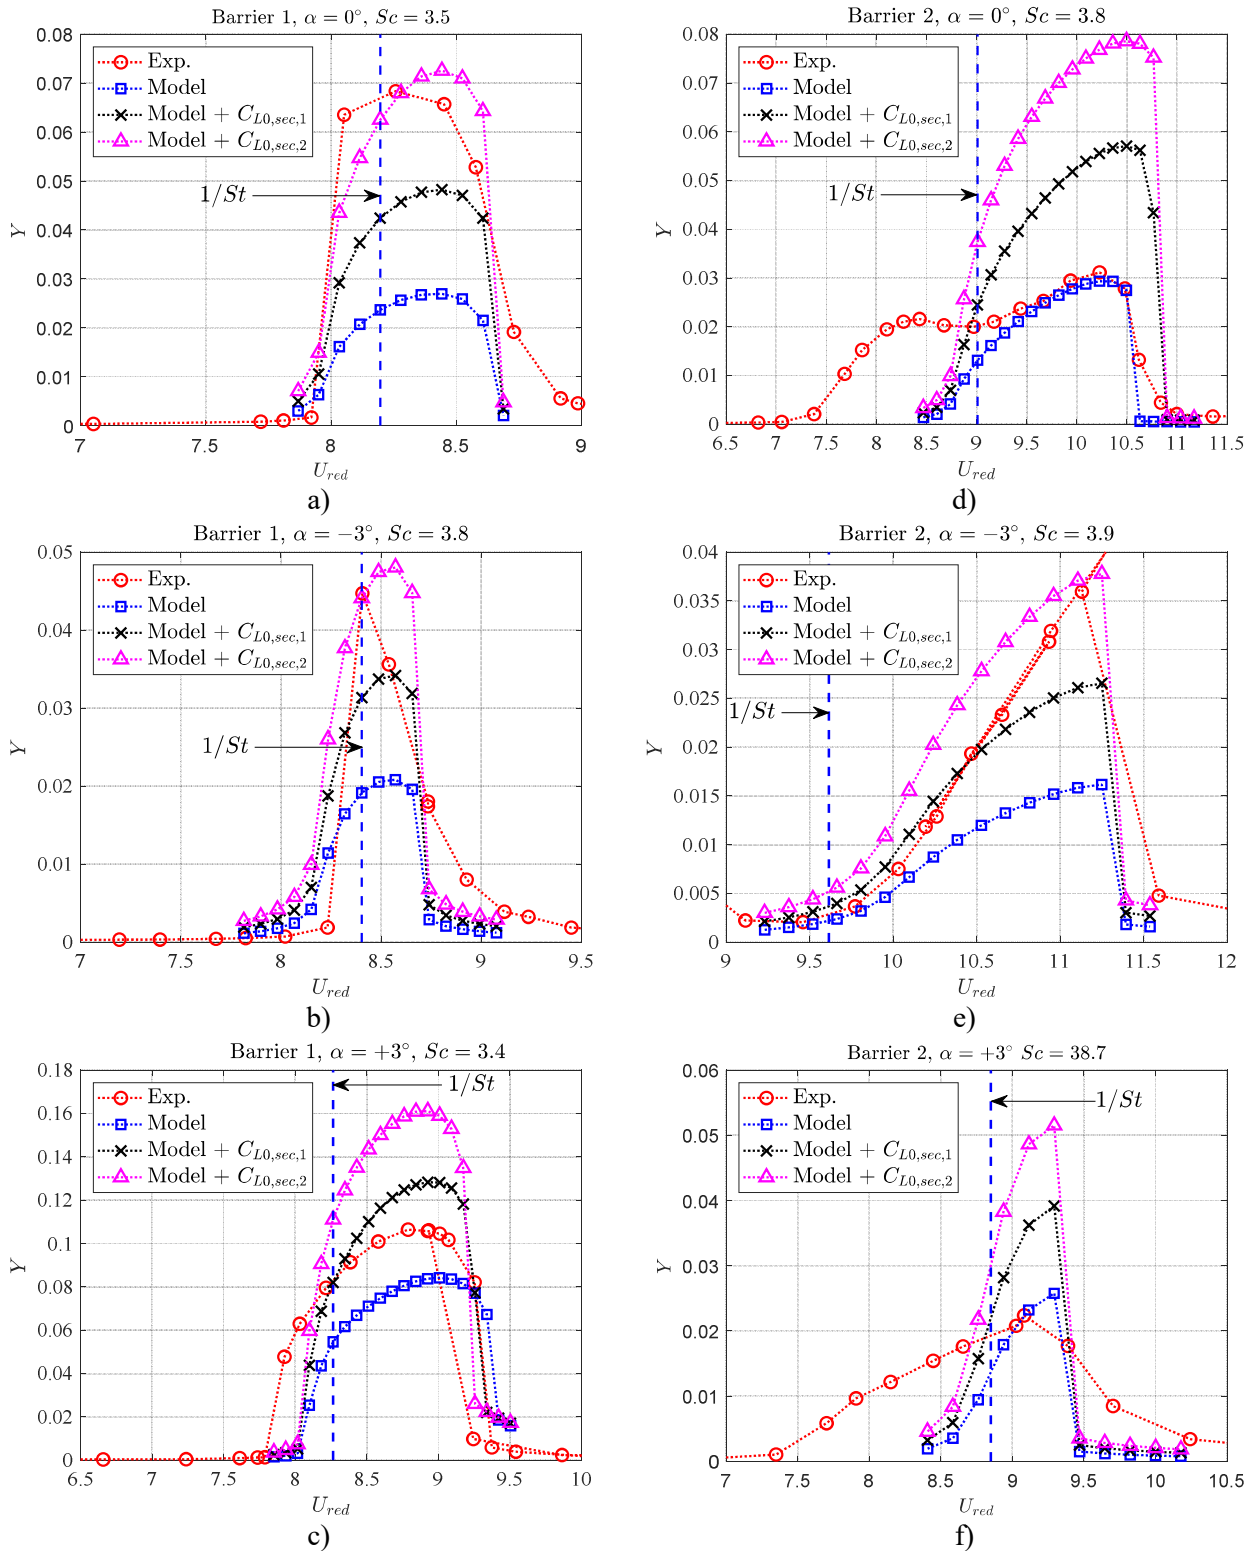 Barrier 1, α = 0°, Sc = 3.5
0.08
0.07
0.06
0.05
0.04
0.03
0.02
0.01
0
Y
Exp.
Model
Model + C_{L0,sec,1}
Model + C_{L0,sec,2}
1/St
7 7.5 8 8.5 9
U_{red}
a)
Barrier 2, α = 0°, Sc = 3.8
0.08
0.07
0.06
0.05
0.04
0.03
0.02
0.01
0
Y
Exp.
Model
Model + C_{L0,sec,1}
Model + C_{L0,sec,2}
1/St
6.5 7 7.5 8 8.5 9 9.5 10 10.5 11 11.5
U_{red}
d)
Barrier 1, α = −3°, Sc = 3.8
0.05
0.04
0.03
0.02
0.01
0
Y
Exp.
Model
Model + C_{L0,sec,1}
Model + C_{L0,sec,2}
1/St
7 7.5 8 8.5 9 9.5
U_{red}
b)
Barrier 2, α = −3°, Sc = 3.9
0.04
0.035
0.03
0.025
0.02
0.015
0.01
0.005
0
Y
Exp.
Model
Model + C_{L0,sec,1}
Model + C_{L0,sec,2}
1/St
9 9.5 10 10.5 11 11.5 12
U_{red}
e)
Barrier 1, α = +3°, Sc = 3.4
0.18
0.16
0.14
0.12
0.1
0.08
0.06
0.04
0.02
0
Y
Exp.
Model
Model + C_{L0,sec,1}
Model + C_{L0,sec,2}
1/St
6.5 7 7.5 8 8.5 9 9.5 10
U_{red}
c)
Barrier 2, α = +3° Sc = 38.7
0.06
0.05
0.04
0.03
0.02
0.01
0
Y
Exp.
Model
Model + C_{L0,sec,1}
Model + C_{L0,sec,2}
1/St
7 7.5 8 8.5 9 9.5 10 10.5
U_{red}
f)